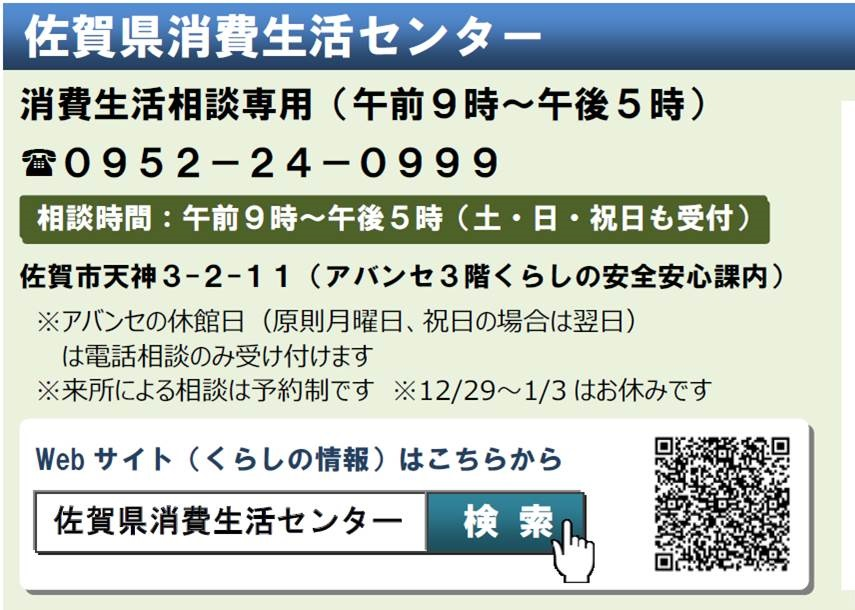 佐賀県消費生活センター
消費生活相談専用（午前９時～午後５時）
☎０９５２－２４－０９９９
相談時間：午前９時～午後５時（土・日・祝日も受付）
佐賀市天神３-２-１１（アバンセ３階くらしの安全安心課内）
※アバンセの休館日（原則月曜日、祝日の場合は翌日）
は電話相談のみ受け付けます
※来所による相談は予約制です ※12/29～1/3はお休みです
Webサイト（くらしの情報）はこちらから
佐賀県消費生活センター 検索